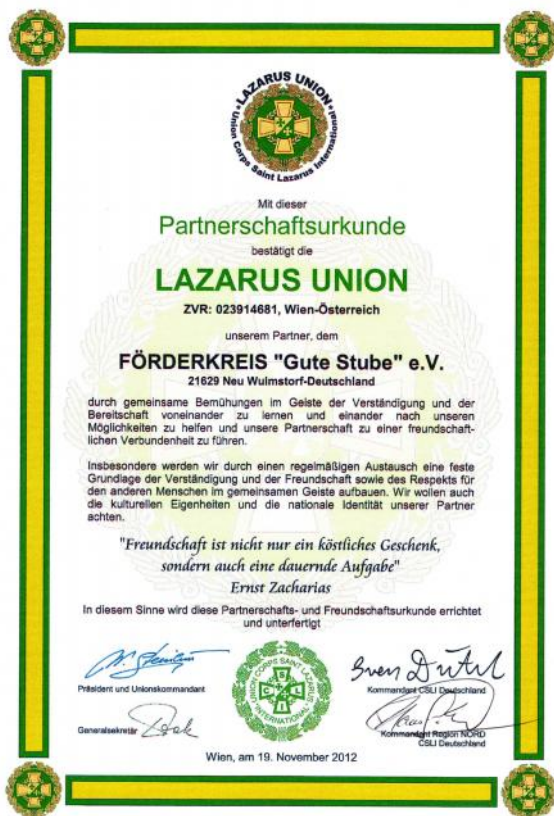 LAZARUS UNION
Union Corps Saint Lazarus International
Mit dieser
Partnerschaftsurkunde
bestätigt die
LAZARUS UNION
ZVR: 023914681, Wien-Österreich
unserem Partner, dem
FÖRDERKREIS "Gute Stube" e.V.
21629 Neu Wulmstorf-Deutschland
durch gemeinsame Bemühungen im Geiste der Verständigung und der
Bereitschaft voneinander zu lernen und einander nach unseren
Möglichkeiten zu helfen und unsere Partnerschaft zu einer freundschaft-
lichen Verbundenheit zu führen.
Insbesondere werden wir durch einen regelmäßigen Austausch eine feste
Grundlage der Verständigung und der Freundschaft sowie des Respekts für
den anderen Menschen im gemeinsamen Geiste aufbauen. Wir wollen auch
die kulturellen Eigenheiten und die nationale Identität unserer Partner
achten.
"Freundschaft ist nicht nur ein köstliches Geschenk,
sondern auch eine dauernde Aufgabe"
Ernst Zacharias
In diesem Sinne wird diese Partnerschafts- und Freundschaftsurkunde errichtet
und unterfertigt
Präsident und Unionskommandant
Generalsekretär
UNION CORPS SAINT LAZARUS
INTERNATIONAL
C S L I
Sven
Kommandant CSLI Deutschland
Kommandant Region NORD
CSLI Deutschland
Wien, am 19. November 2012